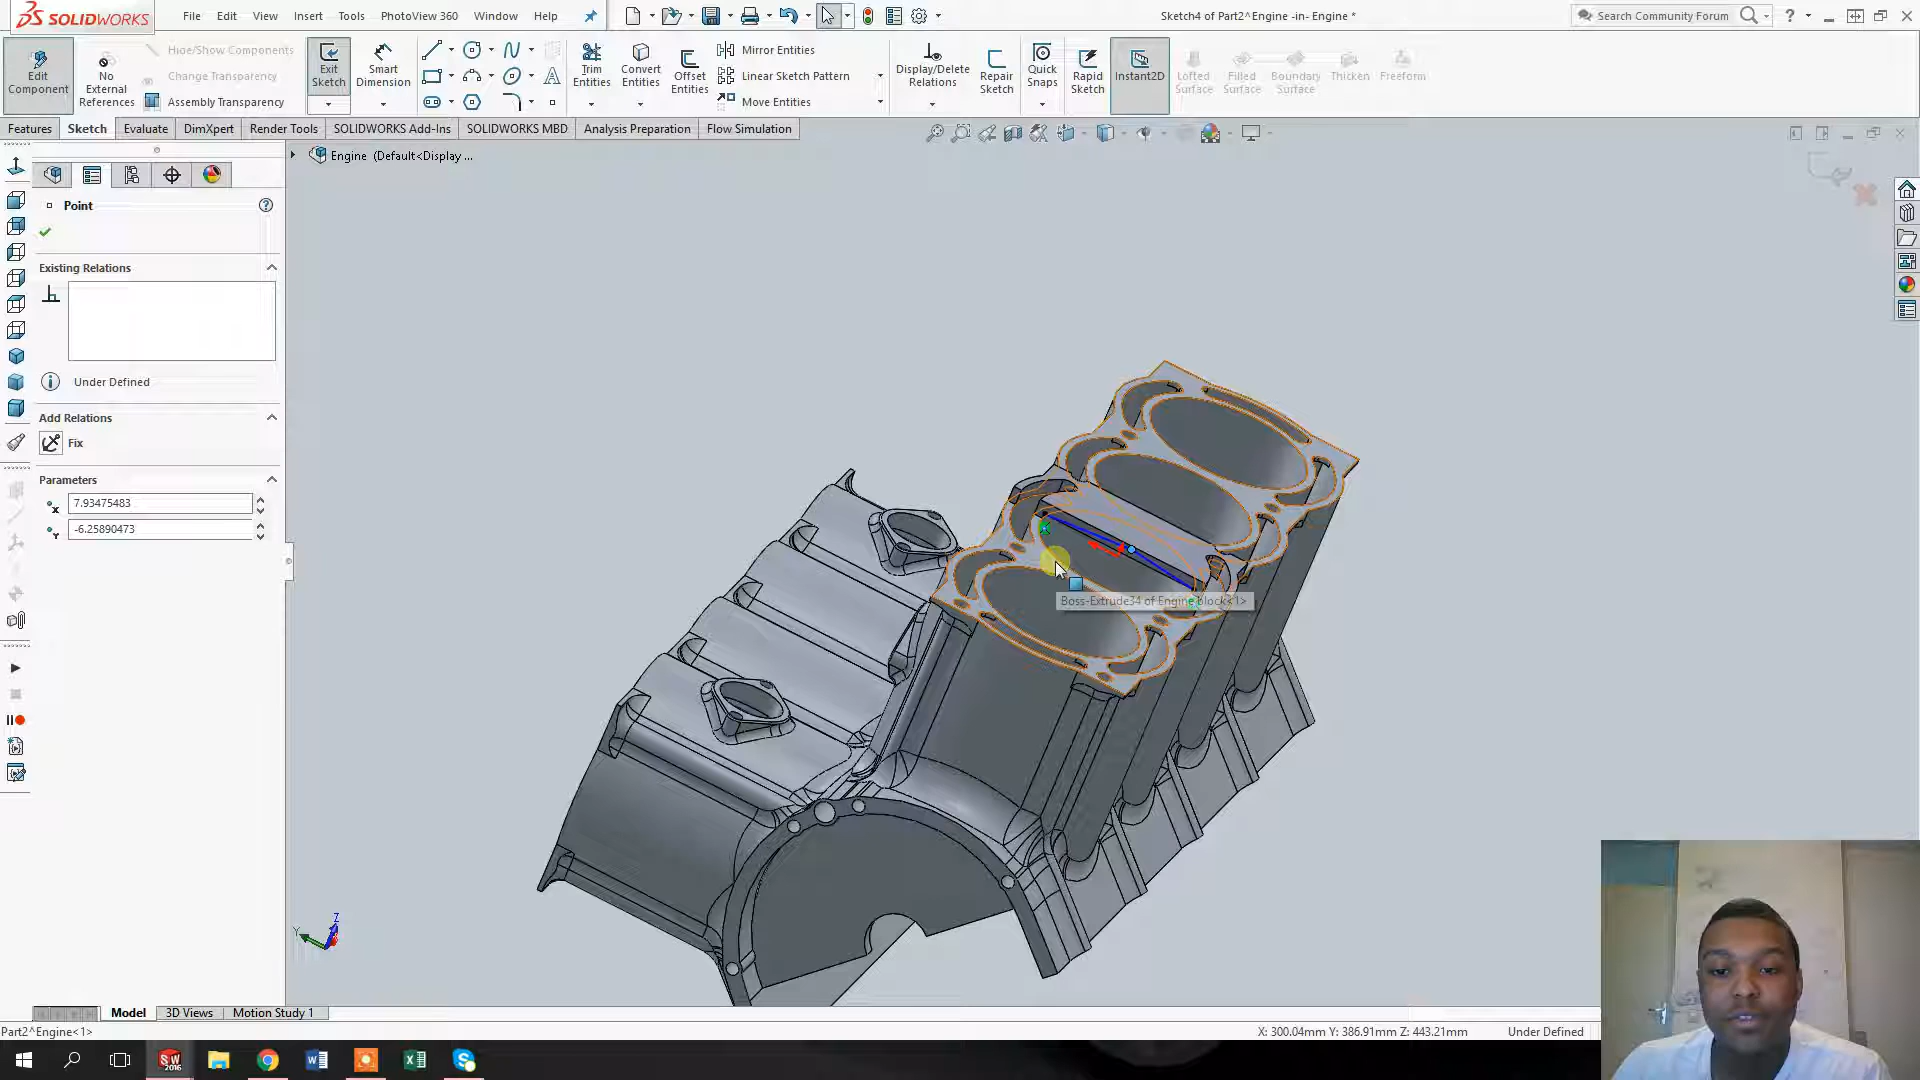 SOLIDWORKS File Edit View Insert Tools PhotoView 360 Window Help Sketch4 of Part2^Engine -in- Engine * Search Community Forum
Edit Component
No External References
Hide/Show Components
Change Transparency
Assembly Transparency
Exit Sketch
Smart Dimension
Trim Entities
Convert Entities
Offset Entities
Mirror Entities
Linear Sketch Pattern
Move Entities
Display/Delete Relations
Repair Sketch
Quick Snaps
Rapid Sketch
Instant2D
Lofted Surface
Filled Surface
Boundary Surface
Thicken
Freeform
Features Sketch Evaluate DimXpert Render Tools SOLIDWORKS Add-Ins SOLIDWORKS MBD Analysis Preparation Flow Simulation
Engine (Default<Display ...
Point
Existing Relations
Under Defined
Add Relations
Fix
Parameters
x 7.93475483
Y -6.25890473
Boss-Extrude34 of Engine block<1>
Z
Y
Model 3D Views Motion Study 1
Part2^Engine<1> X: 300.04mm Y: 386.91mm Z: 443.21mm Under Defined
SW 2016